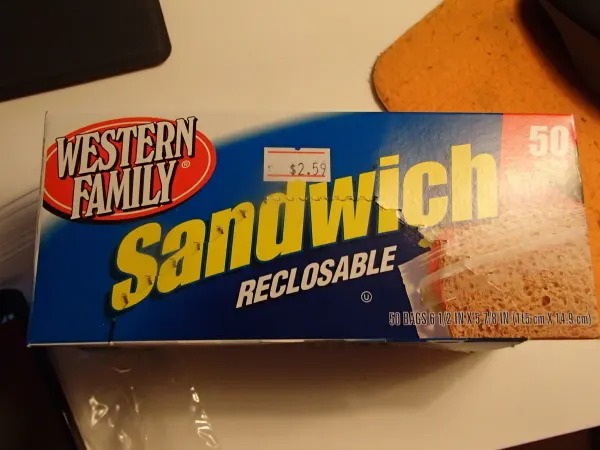 WESTERN
FAMILY®
$2.59
50
Sandwich
RECLOSABLE
U
50 BAGS 6 1/2 IN X 5 7/8 IN (11.5 cm X 14.9 cm)